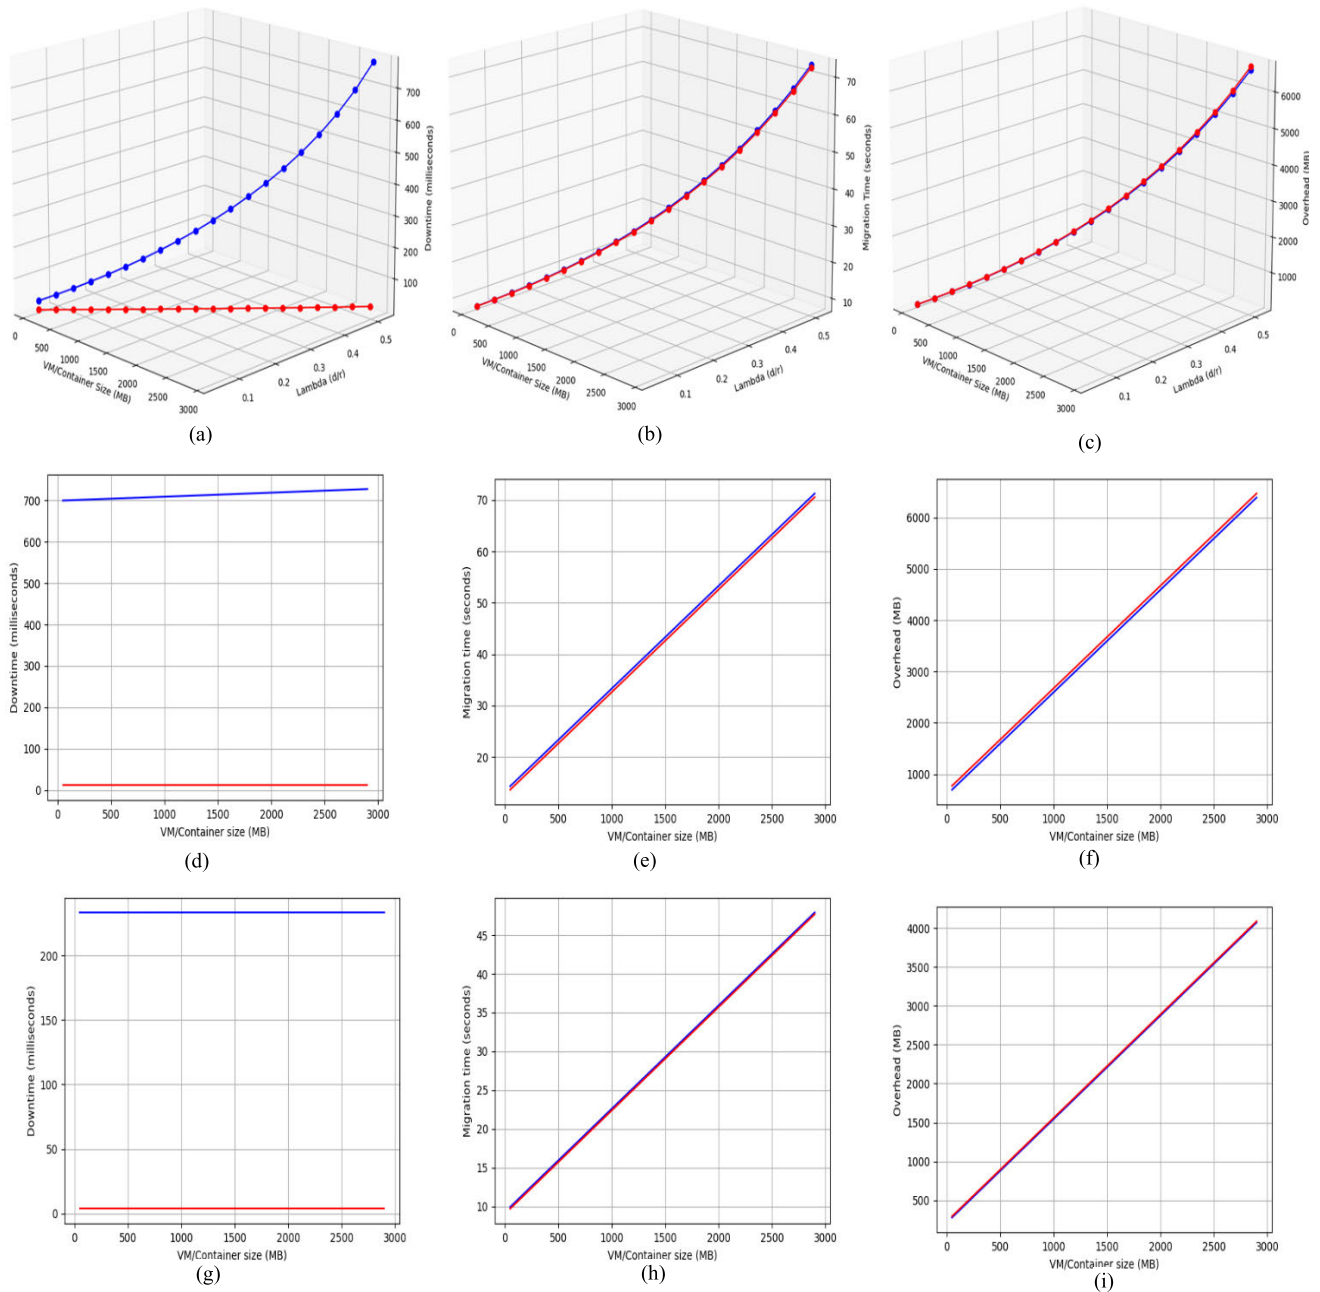 700
600
500
400
300
200
100
Downtime (milliseconds)
0
500
1000
1500
2000
2500
3000
VM/Container Size (MB)
0.1
0.2
0.3
0.4
0.5
Lambda (d/r)
(a)
70
60
50
40
30
20
10
Migration Time (seconds)
0
500
1000
1500
2000
2500
3000
VM/Container Size (MB)
0.1
0.2
0.3
0.4
0.5
Lambda (d/r)
(b)
6000
5000
4000
3000
2000
1000
Overhead (MB)
0
500
1000
1500
2000
2500
3000
VM/Container Size (MB)
0.1
0.2
0.3
0.4
0.5
Lambda (d/r)
(c)
Downtime (milliseconds)
700
600
500
400
300
200
100
0
0 500 1000 1500 2000 2500 3000
VM/Container size (MB)
(d)
Migration time (seconds)
70
60
50
40
30
20
0 500 1000 1500 2000 2500 3000
VM/Container size (MB)
(e)
Overhead (MB)
6000
5000
4000
3000
2000
1000
0 500 1000 1500 2000 2500 3000
VM/Container size (MB)
(f)
Downtime (milliseconds)
200
150
100
50
0
0 500 1000 1500 2000 2500 3000
VM/Container size (MB)
(g)
Migration time (seconds)
45
40
35
30
25
20
15
10
0 500 1000 1500 2000 2500 3000
VM/Container size (MB)
(h)
Overhead (MB)
4000
3500
3000
2500
2000
1500
1000
500
0 500 1000 1500 2000 2500 3000
VM/Container size (MB)
(i)